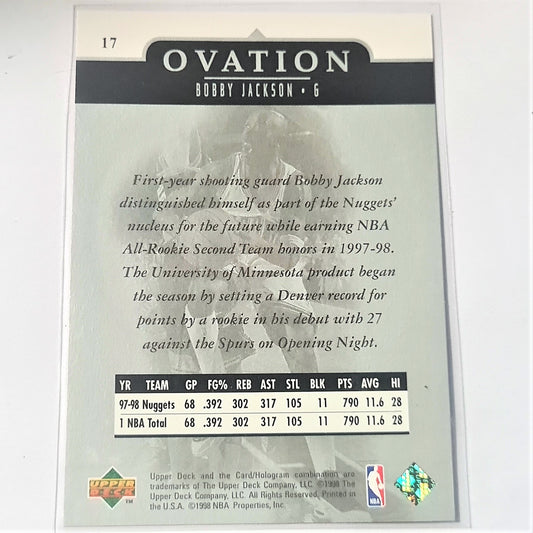 17
OVATION
BOBBY JACKSON • G
First-year shooting guard Bobby Jackson
distinguished himself as part of the Nuggets'
nucleus for the future while earning NBA
All-Rookie Second Team honors in 1997-98.
The University of Minnesota product began
the season by setting a Denver record for
points by a rookie in his debut with 27
against the Spurs on Opening Night.
YR TEAM GP FG% REB AST STL BLK PTS AVG HI
97-98 Nuggets 68 .392 302 317 105 11 790 11.6 28
1 NBA Total 68 .392 302 317 105 11 790 11.6 28
Upper Deck and the Card/Hologram combination are
trademarks of The Upper Deck Company, LLC. ©1998 The
Upper Deck Company, LLC. All Rights Reserved. Printed in
the U.S.A. ©1998 NBA Properties, Inc.
UPPER
DECK
TM
NBA